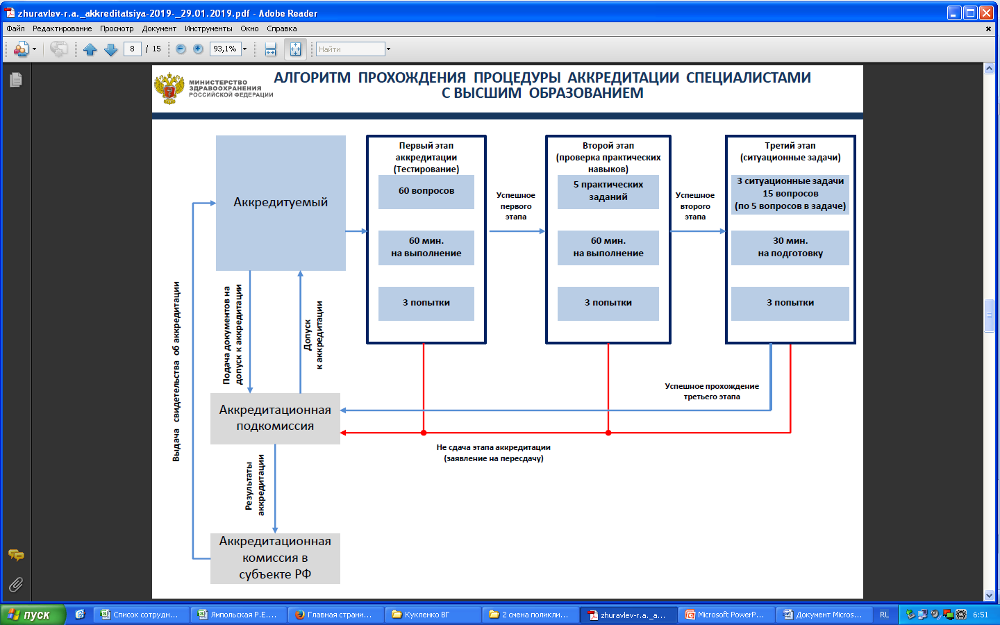 zhuravlev-r.a._akkreditatsiya-2019-_29.01.2019.pdf - Adobe Reader
Файл Редактирование Просмотр Документ Инструменты Окно Справка
8 / 15 93,1% Найти
МИНИСТЕРСТВО
ЗДРАВООХРАНЕНИЯ
РОССИЙСКОЙ ФЕДЕРАЦИИ
АЛГОРИТМ ПРОХОЖДЕНИЯ ПРОЦЕДУРЫ АККРЕДИТАЦИИ СПЕЦИАЛИСТАМИ
С ВЫСШИМ ОБРАЗОВАНИЕМ
Аккредитуемый
Первый этап
аккредитации
(Тестирование)
60 вопросов
60 мин.
на выполнение
3 попытки
Успешное
первого
этапа
Второй этап
(проверка практических
навыков)
5 практических
заданий
60 мин.
на выполнение
3 попытки
Успешное
второго
этапа
Третий этап
(ситуационные задачи)
3 ситуационные задачи
15 вопросов
(по 5 вопросов в задаче)
30 мин.
на подготовку
3 попытки
Выдача свидетельства об аккредитации
Подача документов на
допуск к аккредитации
Допуск
к аккредитации
Успешное прохождение
третьего этапа
Аккредитационная
подкомиссия
Не сдача этапа аккредитации
(заявление на пересдачу)
Результаты
аккредитации
Аккредитационная
комиссия в
субъекте РФ
пуск
Список сотрудн...
Ямпольская Р.Е....
Главная страни...
Кукленко ВГ
2 смена поликли...
zhuravlev-r.a._a...
Microsoft PowerP...
Документ Micros...
RL
6:51